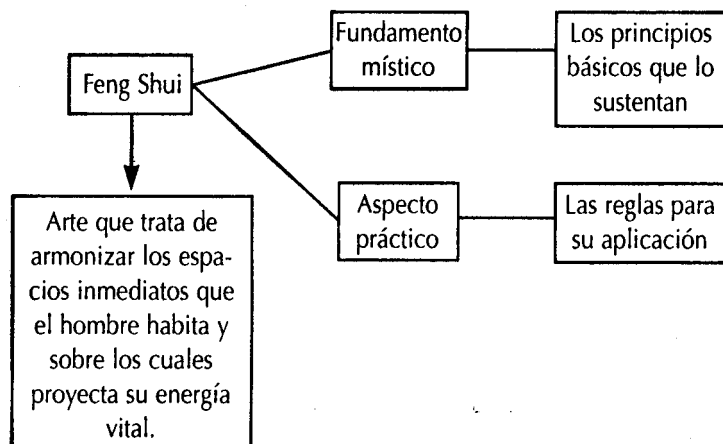 Feng Shui
Arte que trata de
armonizar los espa-
cios inmediatos que
el hombre habita y
sobre los cuales
proyecta su energía
vital.
Fundamento
místico
Los principios
básicos que lo
sustentan
Aspecto
práctico
Las reglas para
su aplicación